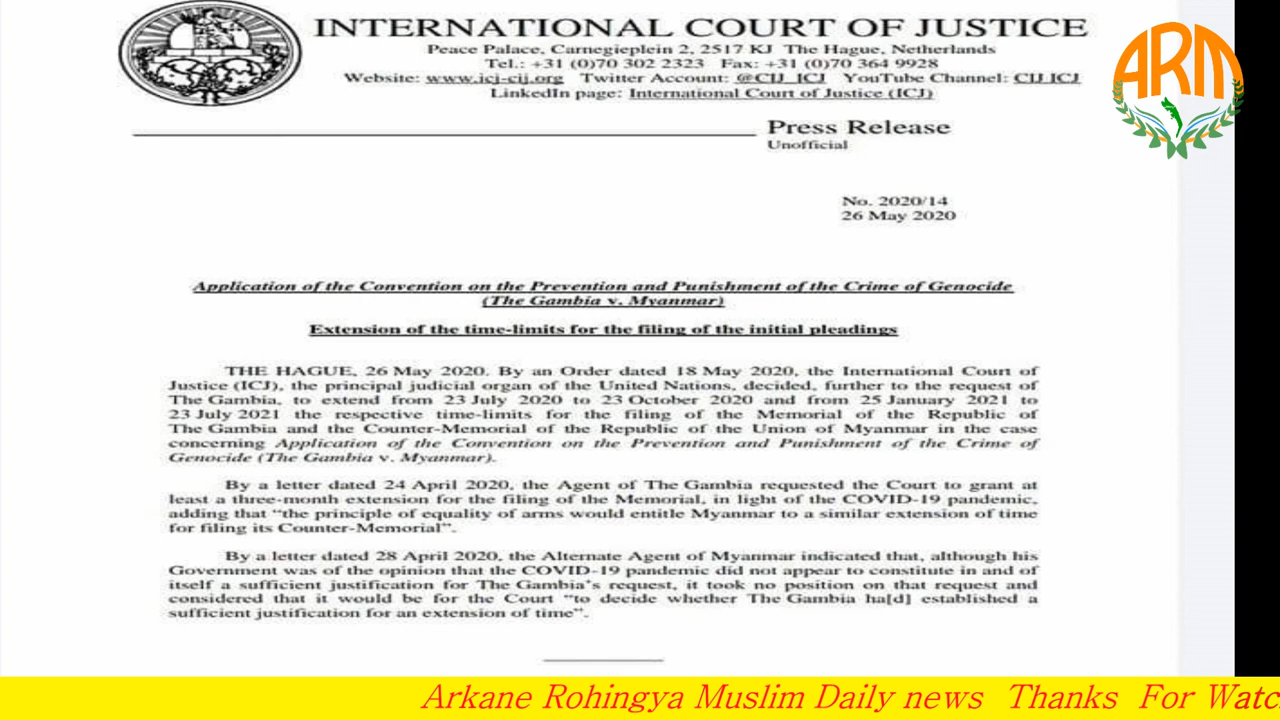 INTERNATIONAL COURT OF JUSTICE
Peace Palace, Carnegieplein 2, 2517 KJ The Hague, Netherlands
Tel.: +31 (0)70 302 2323 Fax: +31 (0)70 364 9928
Website: www.icj-cij.org Twitter Account: @CIJ_ICJ YouTube Channel: CIJ ICJ
LinkedIn page: International Court of Justice (ICJ)
ARM
Press Release
Unofficial
No. 2020/14
26 May 2020
Application of the Convention on the Prevention and Punishment of the Crime of Genocide
(The Gambia v. Myanmar)
Extension of the time-limits for the filing of the initial pleadings
THE HAGUE, 26 May 2020. By an Order dated 18 May 2020, the International Court of
Justice (ICJ), the principal judicial organ of the United Nations, decided, further to the request of
The Gambia, to extend from 23 July 2020 to 23 October 2020 and from 25 January 2021 to
23 July 2021 the respective time-limits for the filing of the Memorial of the Republic of
The Gambia and the Counter-Memorial of the Republic of the Union of Myanmar in the case
concerning Application of the Convention on the Prevention and Punishment of the Crime of
Genocide (The Gambia v. Myanmar).
By a letter dated 24 April 2020, the Agent of The Gambia requested the Court to grant at
least a three-month extension for the filing of the Memorial, in light of the COVID-19 pandemic,
adding that “the principle of equality of arms would entitle Myanmar to a similar extension of time
for filing its Counter-Memorial”.
By a letter dated 28 April 2020, the Alternate Agent of Myanmar indicated that, although his
Government was of the opinion that the COVID-19 pandemic did not appear to constitute in and of
itself a sufficient justification for The Gambia’s request, it took no position on that request and
considered that it would be for the Court “to decide whether The Gambia ha[d] established a
sufficient justification for an extension of time”.
Arkane Rohingya Muslim Daily news Thanks For Watc